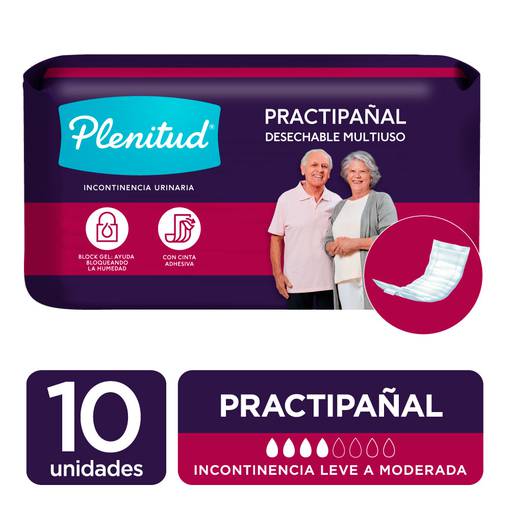 Plenitud®
INCONTINENCIA URINARIA
PRACTIPAÑAL
DESECHABLE MULTIUSO
BLOCK GEL: AYUDA
BLOQUEANDO
LA HUMEDAD
CON CINTA
ADHESIVA
10
unidades
PRACTIPAÑAL
INCONTINENCIA LEVE A MODERADA